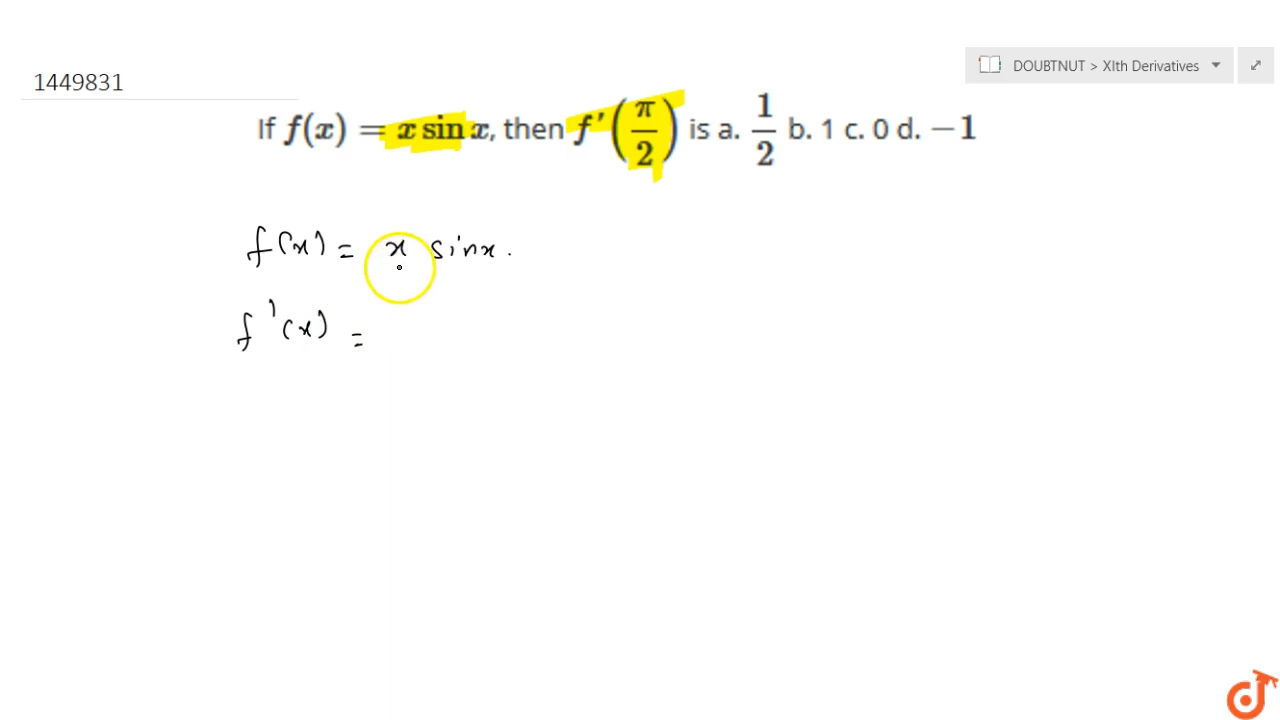 1449831
DOUBTNUT > XIth Derivatives
If f(x) = x sin x, then f'(π/2) is a. 1/2 b. 1 c. 0 d. −1
f(x) = x sinx.
f'(x) =